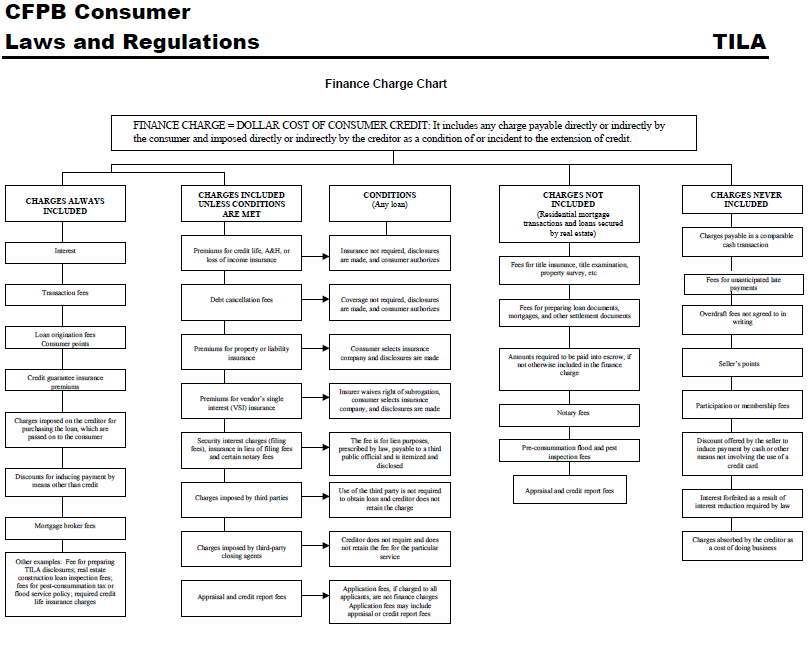 CFPB Consumer
Laws and Regulations
TILA
Finance Charge Chart
FINANCE CHARGE = DOLLAR COST OF CONSUMER CREDIT: It includes any charge payable directly or indirectly by
the consumer and imposed directly or indirectly by the creditor as a condition of or incident to the extension of credit.
CHARGES ALWAYS
INCLUDED
Interest
Transaction fees
Loan origination fees
Consumer points
Credit guarantee insurance
premiums
Charges imposed on the creditor for
purchasing the loan, which are
passed on to the consumer
Discounts for inducing payment by
means other than credit
Mortgage broker fees
Other examples: Fee for preparing
TILA disclosures; real estate
construction loan inspection fees;
fees for post-consummation tax or
flood service policy; required credit
life insurance charges
CHARGES INCLUDED
UNLESS CONDITIONS
ARE MET
Premiums for credit life, A&H, or
loss of income insurance
Debt cancellation fees
Premiums for property or liability
insurance
Premiums for vendor's single
interest (VSI) insurance
Security interest charges (filing
fees), insurance in lieu of filing fees
and certain notary fees
Charges imposed by third parties
Charges imposed by third-party
closing agents
Appraisal and credit report fees
CONDITIONS
(Any loan)
Insurance not required, disclosures
are made, and consumer authorizes
Coverage not required, disclosures
are made, and consumer authorizes
Consumer selects insurance
company and disclosures are made
Insurer waives right of subrogation,
consumer selects insurance
company, and disclosures are made
The fee is for lien purposes,
prescribed by law, payable to a third
public official and is itemized and
disclosed
Use of the third party is not required
to obtain loan and creditor does not
retain the charge
Creditor does not require and does
not retain the fee for the particular
service
Application fees, if charged to all
applicants, are not finance charges
Application fees may include
appraisal or credit report fees
CHARGES NOT
INCLUDED
(Residential mortgage
transactions and loans secured
by real estate)
Fees for title insurance, title examination,
property survey, etc
Fees for preparing loan documents,
mortgages, and other settlement documents
Amounts required to be paid into escrow, if
not otherwise included in the finance
charge
Notary fees
Pre-consummation flood and pest
inspection fees
Appraisal and credit report fees
CHARGES NEVER
INCLUDED
Charges payable in a comparable
cash transaction
Fees for unanticipated late
payments
Overdraft fees not agreed to in
writing
Seller's points
Participation or membership fees
Discount offered by the seller to
induce payment by cash or other
means not involving the use of a
credit card
Interest forfeited as a result of
interest reduction required by law
Charges absorbed by the creditor as
a cost of doing business